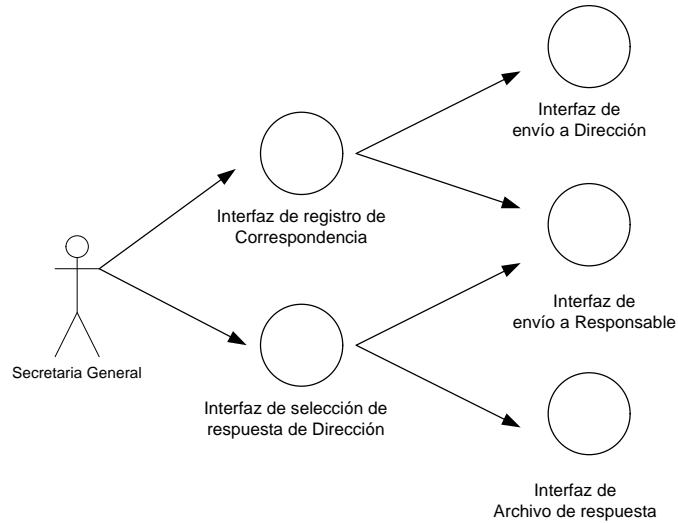 Interfaz de
envío a Dirección
Interfaz de registro de
Correspondencia
Interfaz de
envío a Responsable
Secretaria General
Interfaz de selección de
respuesta de Dirección
Interfaz de
Archivo de respuesta